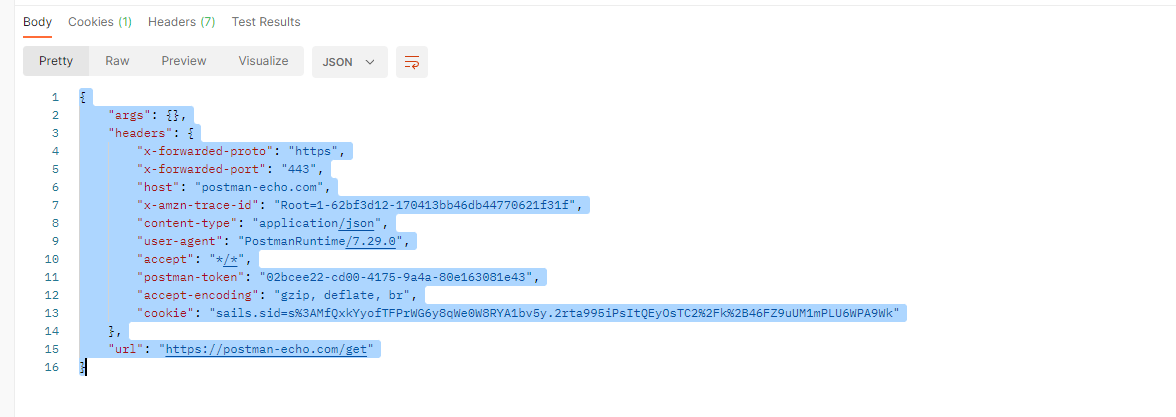 Body Cookies (1) Headers (7) Test Results
Pretty Raw Preview Visualize JSON
1 {
2 "args": {},
3 "headers": {
4 "x-forwarded-proto": "https",
5 "x-forwarded-port": "443",
6 "host": "postman-echo.com",
7 "x-amzn-trace-id": "Root=1-62bf3d12-170413bb46db44770621f31f",
8 "content-type": "application/json",
9 "user-agent": "PostmanRuntime/7.29.0",
10 "accept": "*/*",
11 "postman-token": "02bcee22-cd00-4175-9a4a-80e163081e43",
12 "accept-encoding": "gzip, deflate, br",
13 "cookie": "sails.sid=s%3AMfQxkYyofTFPrWG6y8qWe0W8RYA1bv5y.2rta995iPsItQEyOsTC2%2Fk%2B46FZ9uUM1mPLU6WPA9Wk"
14 },
15 "url": "https://postman-echo.com/get"
16 }